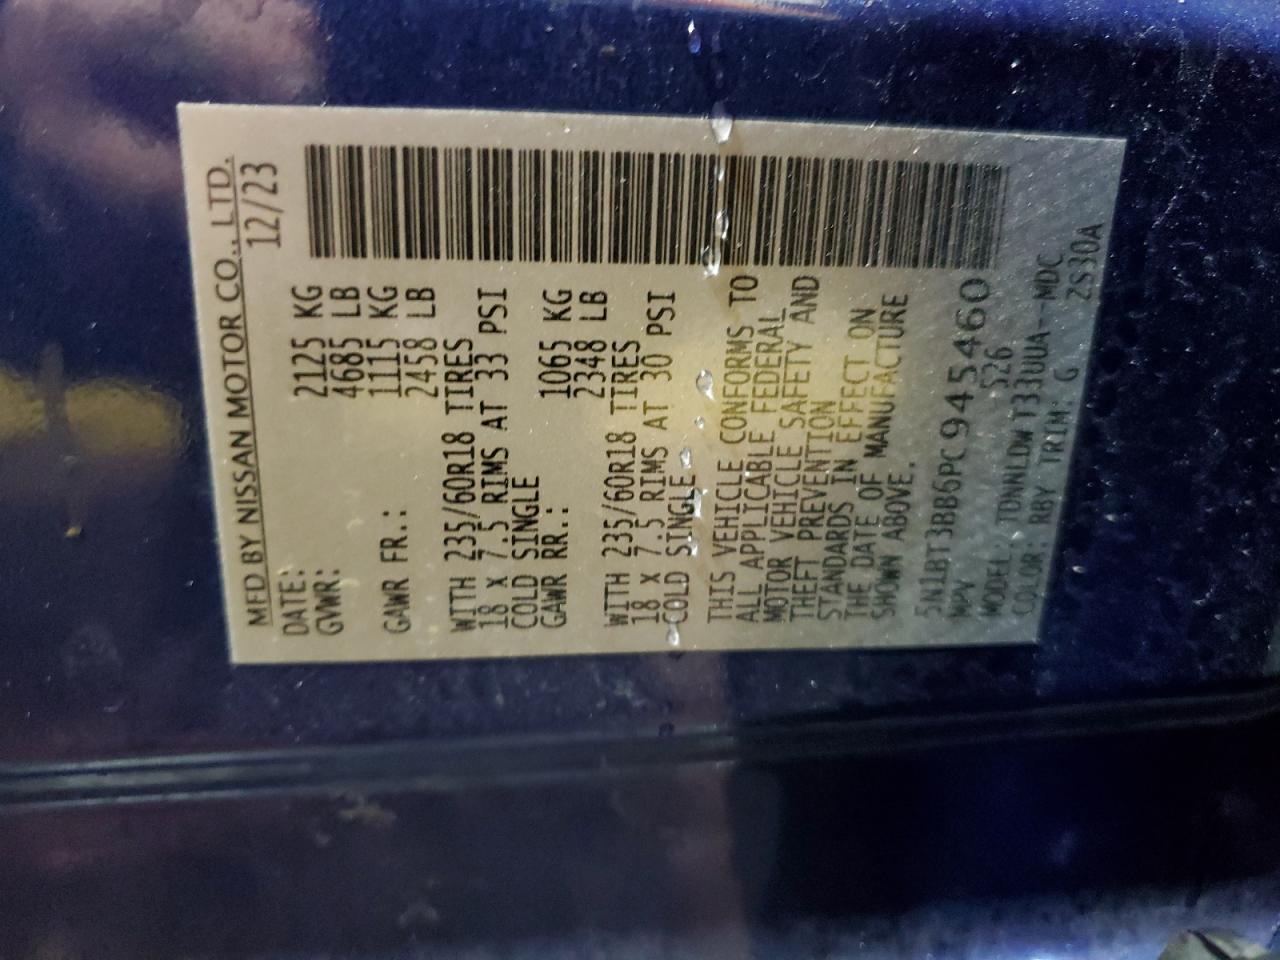 MFD BY NISSAN MOTOR CO., LTD.
DATE: 12/23
GVWR: 2125 KG
4685 LB
GAWR FR.: 1115 KG
2458 LB
WITH 235/60R18 TIRES
18 X 7.5 RIMS AT 33 PSI
COLD SINGLE
GAWR RR.: 1065 KG
2348 LB
WITH 235/60R18 TIRES
18 X 7.5 RIMS AT 30 PSI
COLD SINGLE
THIS VEHICLE CONFORMS TO
ALL APPLICABLE FEDERAL
MOTOR VEHICLE SAFETY AND
THEFT PREVENTION
STANDARDS IN EFFECT ON
THE DATE OF MANUFACTURE
SHOWN ABOVE.
5N1BT3BB6PC945460
MPV 526
MODEL: TDNNLDWT33UUA--MDC
COLOR: RBY TRIM: G ZS30A